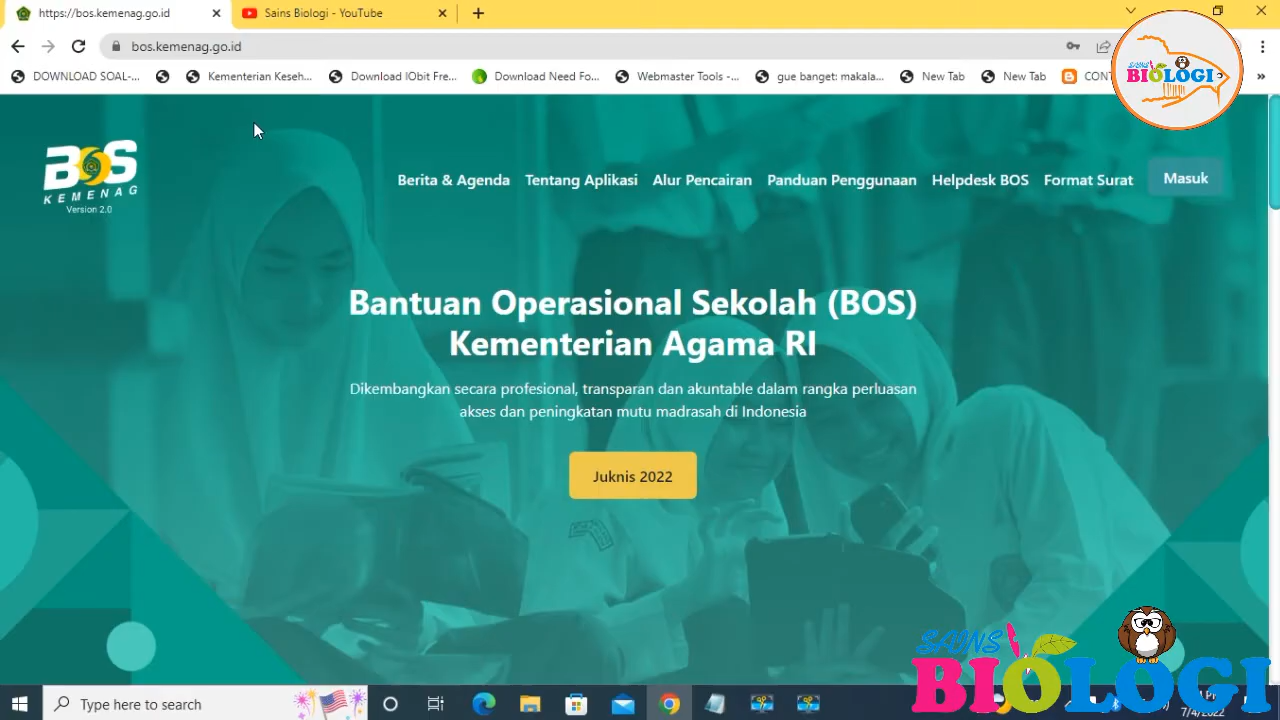 https://bos.kemenag.go.id
Sains Biologi - YouTube
bos.kemenag.go.id
DOWNLOAD SOAL-...
Kementerian Keseh...
Download IObit Fre...
Download Need Fo...
Webmaster Tools -...
gue banget: makala...
New Tab
New Tab
SAINS
BIOLOGI
BOS
KEMENAG
Version 2.0
Berita & Agenda
Tentang Aplikasi
Alur Pencairan
Panduan Penggunaan
Helpdesk BOS
Format Surat
Masuk
Bantuan Operasional Sekolah (BOS)
Kementerian Agama RI
Dikembangkan secara profesional, transparan dan akuntable dalam rangka perluasan
akses dan peningkatan mutu madrasah di Indonesia
Juknis 2022
SAINS
BIOLOGI
Type here to search
7/4/2022